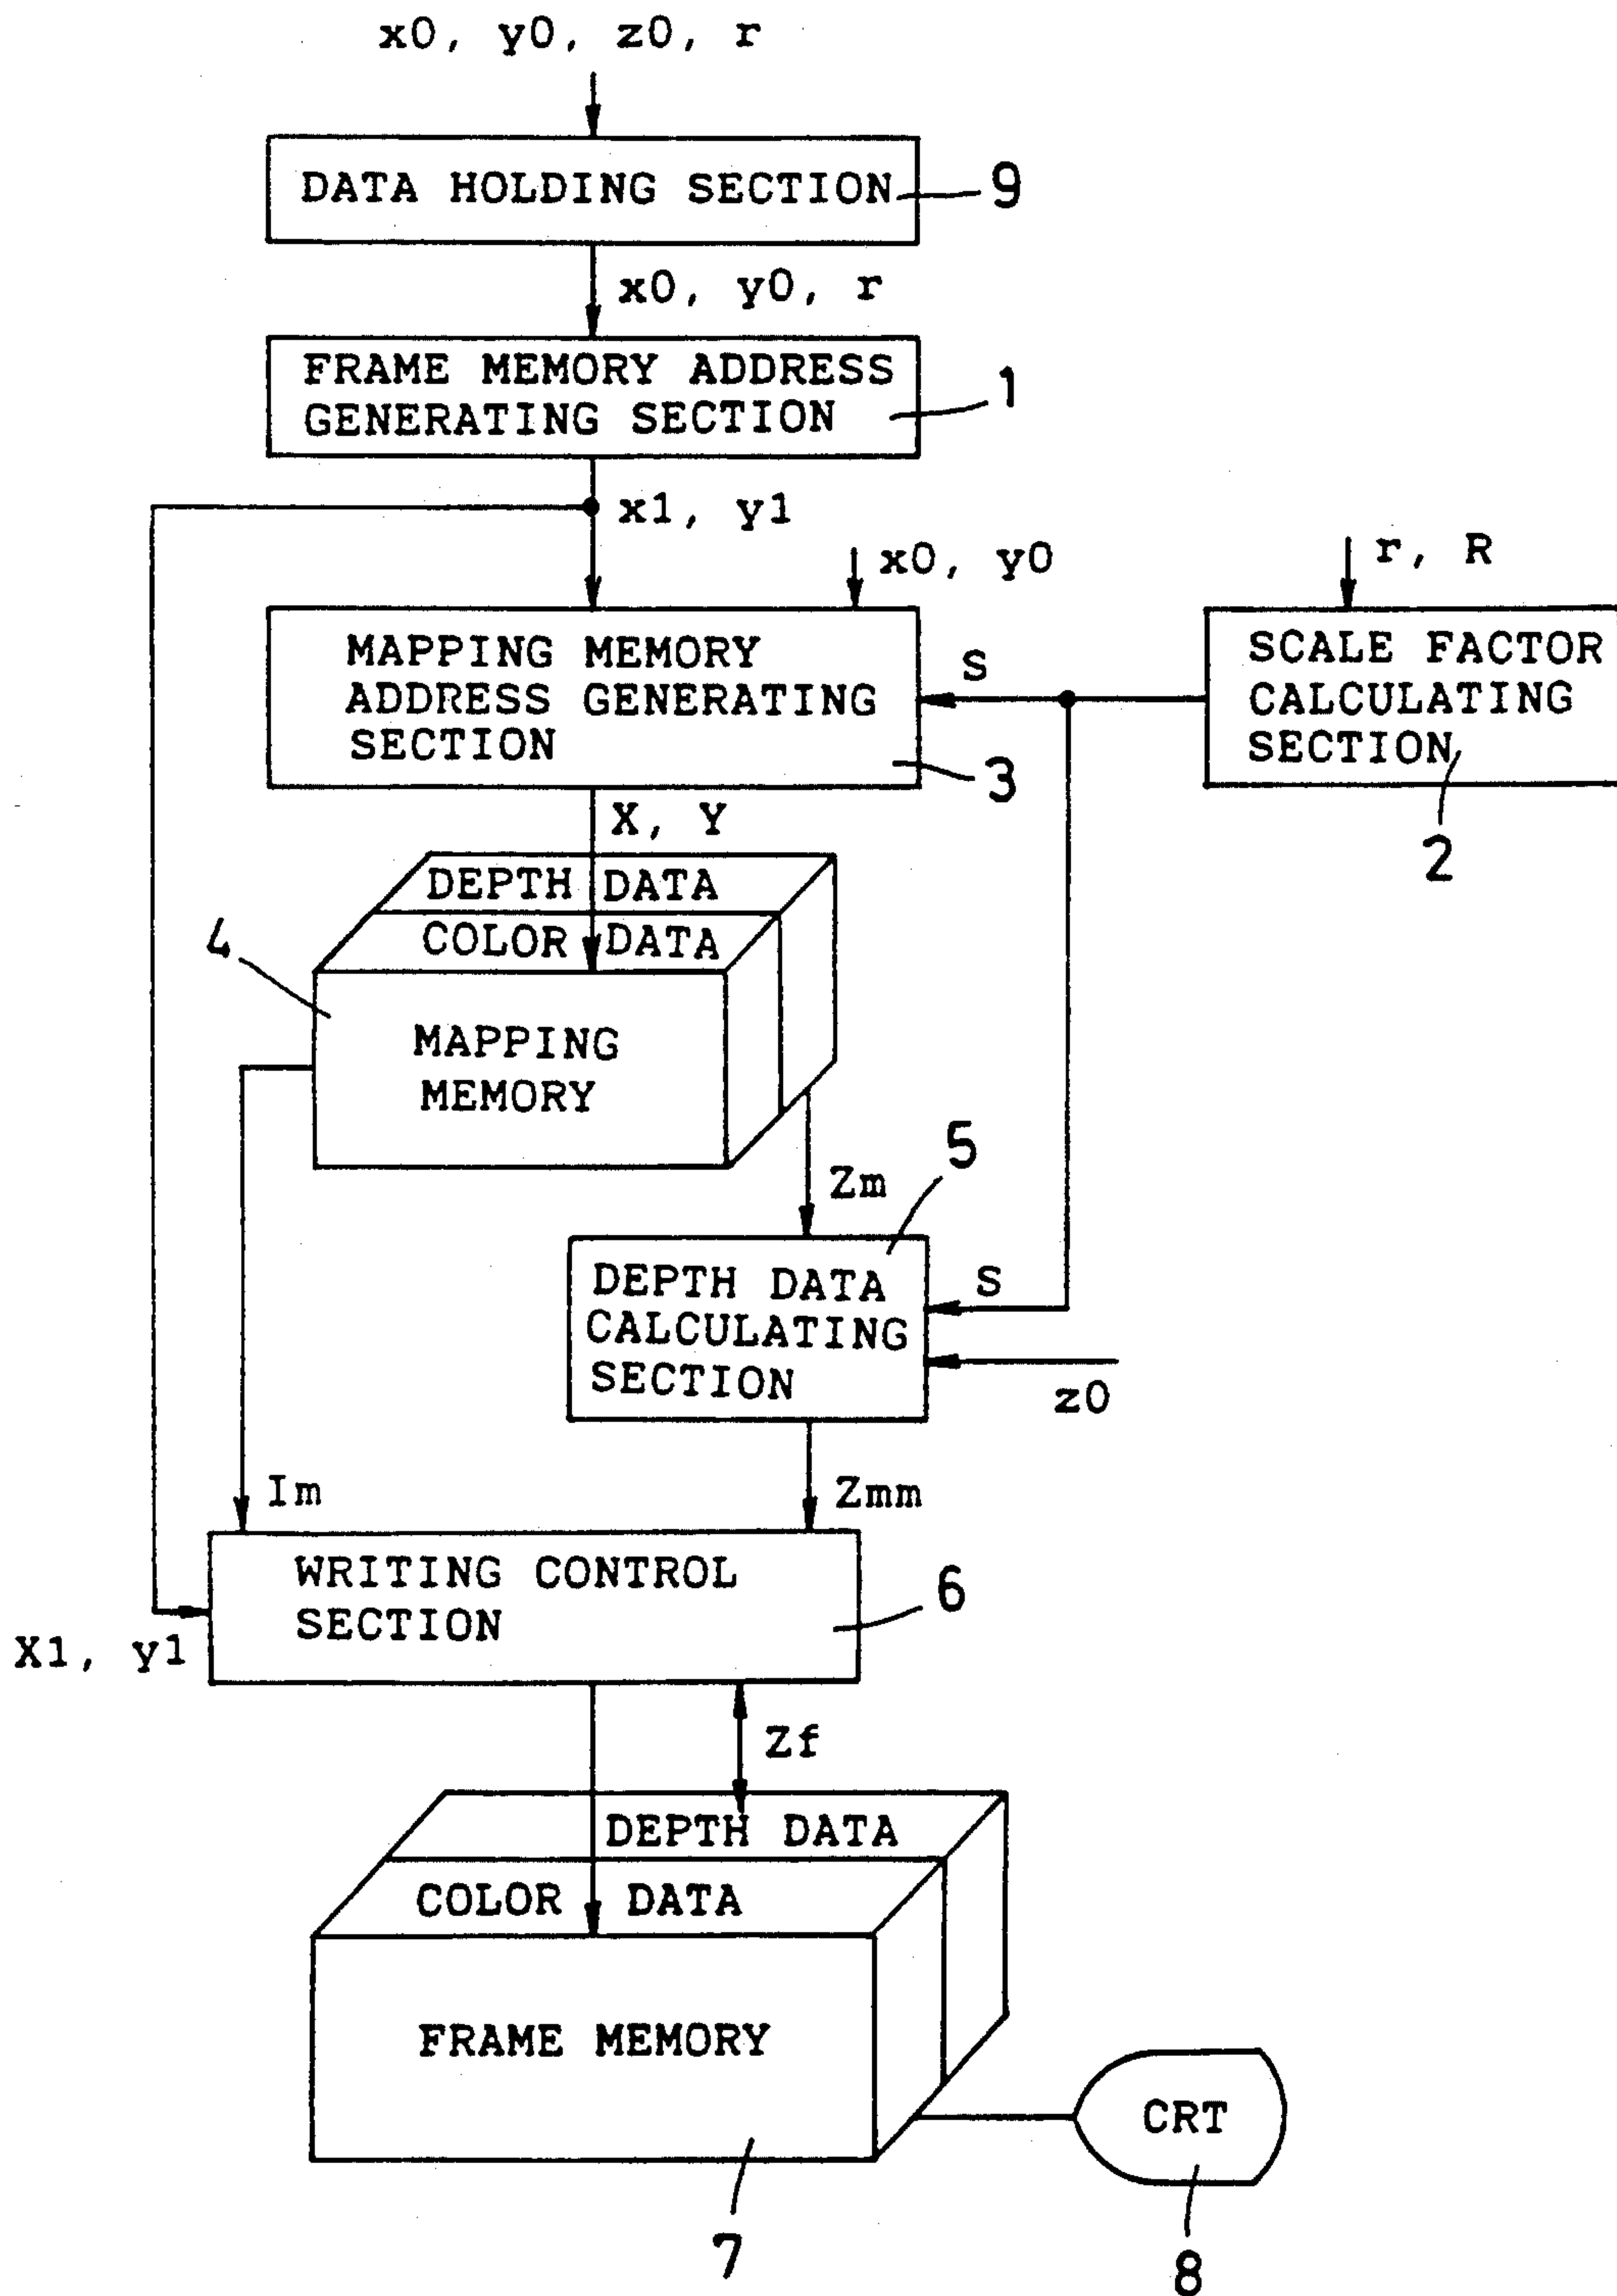 x0, y0, z0, r
DATA HOLDING SECTION
9
x0, y0, r
FRAME MEMORY ADDRESS
GENERATING SECTION
1
x1, y1
x0, y0
r, R
MAPPING MEMORY
ADDRESS GENERATING
SECTION
3
S
SCALE FACTOR
CALCULATING
SECTION
2
X, Y
DEPTH DATA
COLOR DATA
4
MAPPING
MEMORY
5
Zm
DEPTH DATA
CALCULATING
SECTION
S
z0
Im
Zmm
WRITING CONTROL
SECTION
6
X1, y1
Zf
DEPTH DATA
COLOR DATA
FRAME MEMORY
CRT
7
8